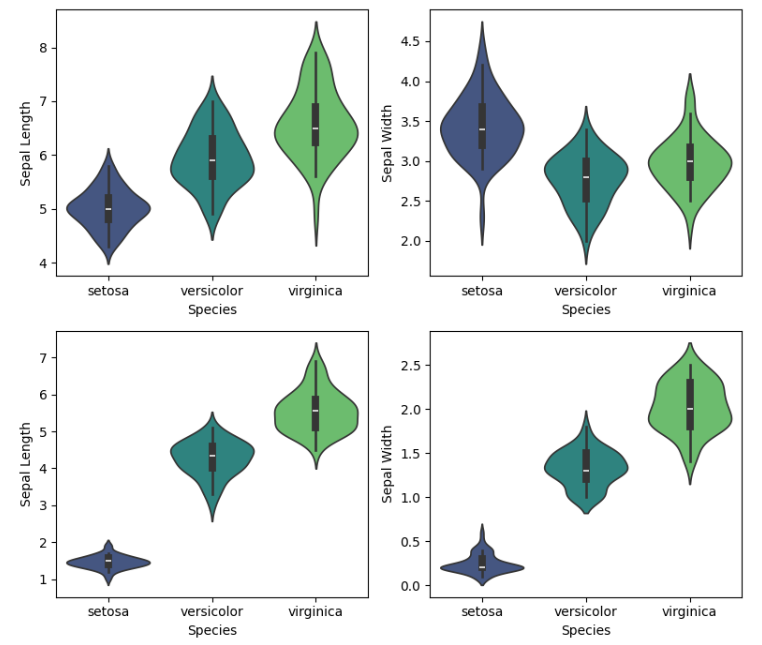 8
7
6
5
4
Sepal Length
setosa versicolor virginica
Species
4.5
4.0
3.5
3.0
2.5
2.0
Sepal Width
setosa versicolor virginica
Species
7
6
5
4
3
2
1
Sepal Length
setosa versicolor virginica
Species
2.5
2.0
1.5
1.0
0.5
0.0
Sepal Width
setosa versicolor virginica
Species